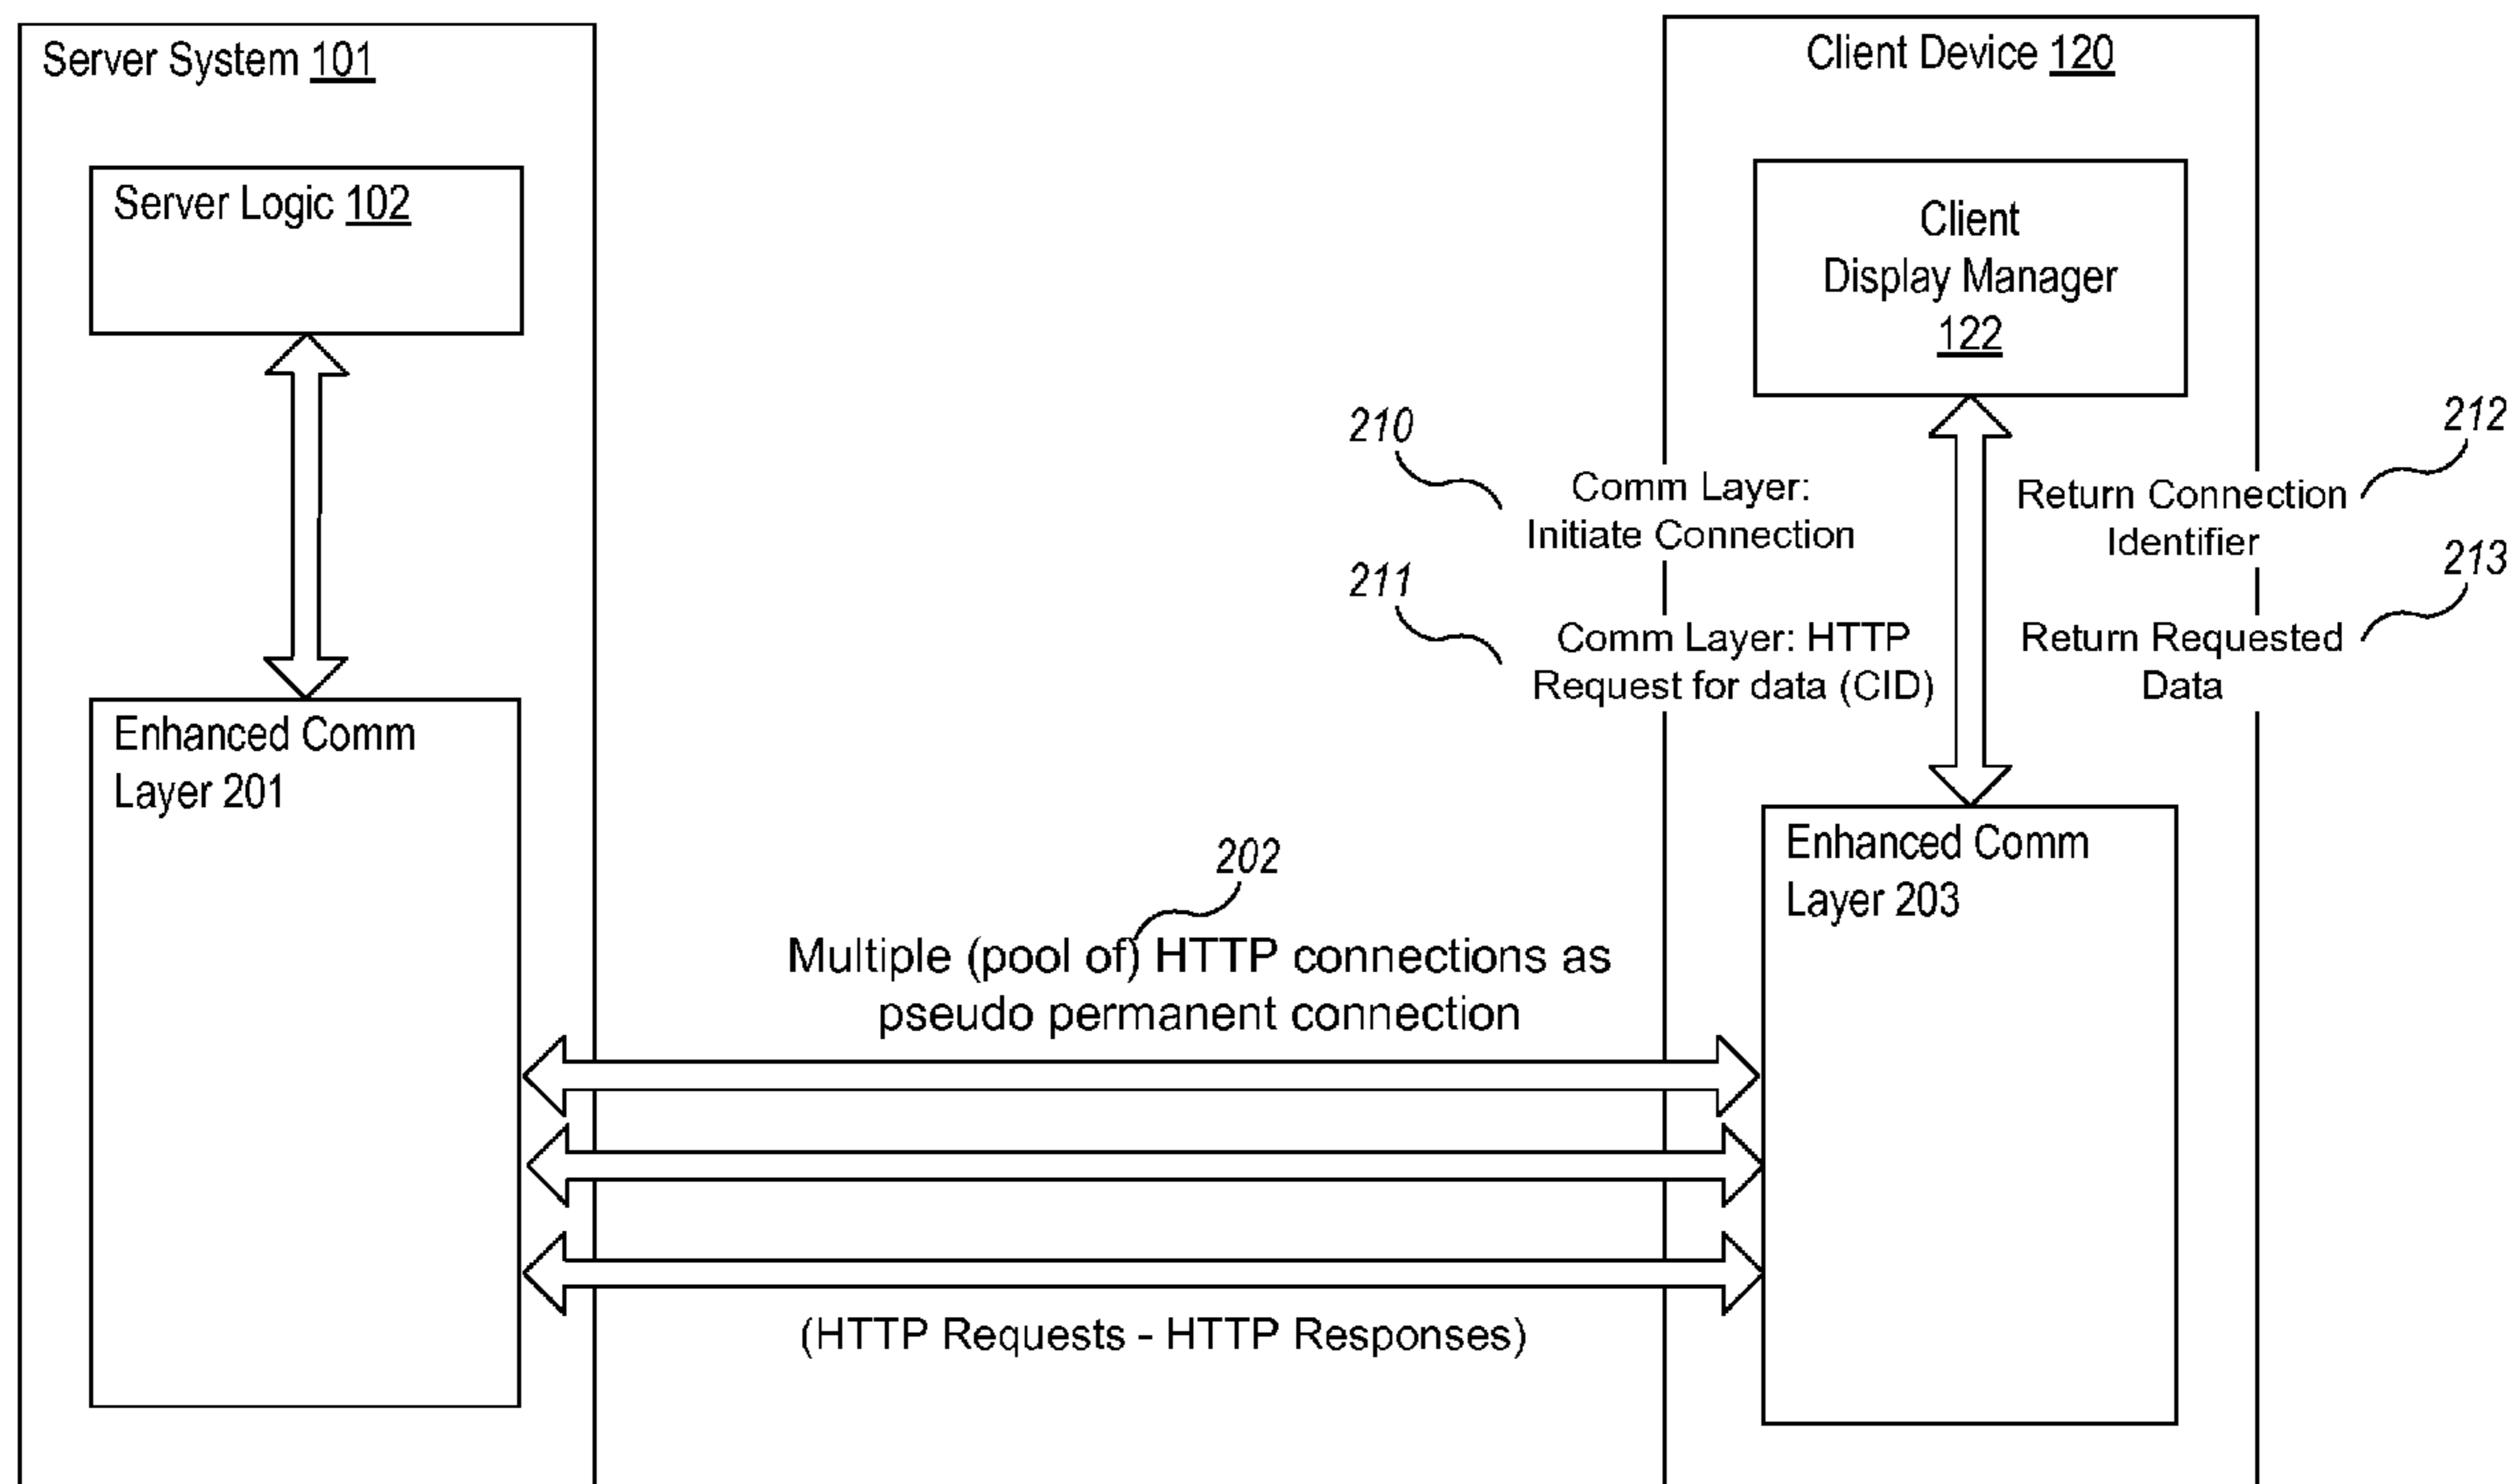 Server System 101
Server Logic 102
Enhanced Comm
Layer 201
202
Multiple (pool of) HTTP connections as
pseudo permanent connection
(HTTP Requests - HTTP Responses)
Client Device 120
Client
Display Manager
122
210
Comm Layer:
Initiate Connection
211
Comm Layer: HTTP
Request for data (CID)
212
Return Connection
Identifier
213
Return Requested
Data
Enhanced Comm
Layer 203